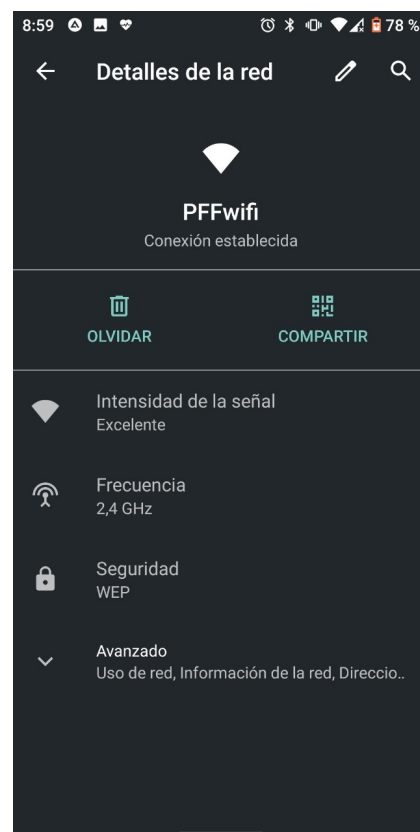 8:59
78 %
Detalles de la red
PFFwifi
Conexión establecida
OLVIDAR
COMPARTIR
Intensidad de la señal
Excelente
Frecuencia
2,4 GHz
Seguridad
WEP
Avanzado
Uso de red, Información de la red, Direccio..